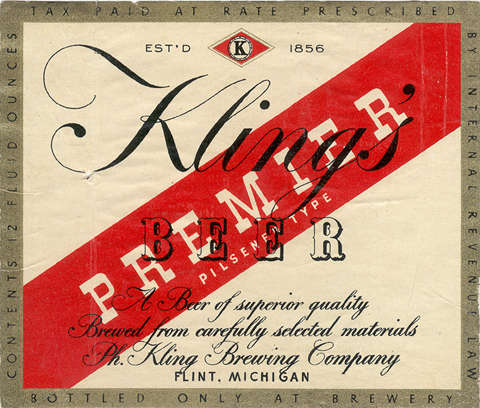 TAX PAID AT RATE PRESCRIBED
BY INTERNAL REVENUE LAW
CONTENTS 12 FLUID OUNCES
EST'D K 1856
Kling's
PREMIER
BEER
PILSENER TYPE
A Beer of superior quality
Brewed from carefully selected materials
Ph. Kling Brewing Company
FLINT, MICHIGAN
BOTTLED ONLY AT BREWERY